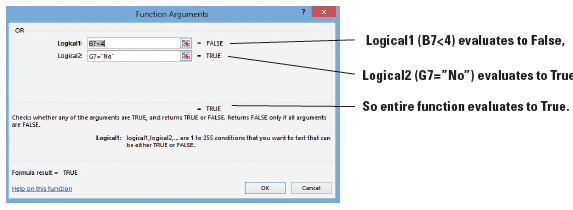 Function Arguments
? x
OR
Logical1 B7<4 = FALSE
Logical1 (B7<4) evaluates to False,
Logical2 G7="No" = TRUE
Logical2 (G7="No") evaluates to True
= TRUE
So entire function evaluates to True.
Checks whether any of the arguments are TRUE, and returns TRUE or FALSE. Returns FALSE only if all arguments
are FALSE.
Logical1: logical1,logical2,... are 1 to 255 conditions that you want to test that can
be either TRUE or FALSE.
Formula result = TRUE
Help on this function
OK Cancel